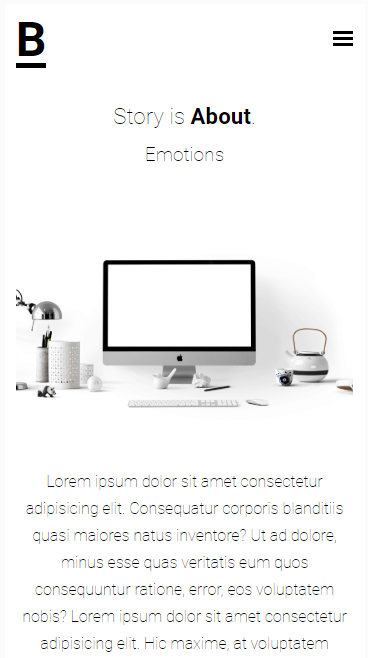 B
Story is About.
Emotions
Lorem ipsum dolor sit amet consectetur
adipisicing elit. Consequatur corporis blanditiis
quasi maiores natus inventore? Ut ad dolore,
minus esse quas veritatis eum quos
consequuntur ratione, error, eos voluptatem
nobis? Lorem ipsum dolor sit amet consectetur
adipisicing elit. Hic maxime, at voluptatem